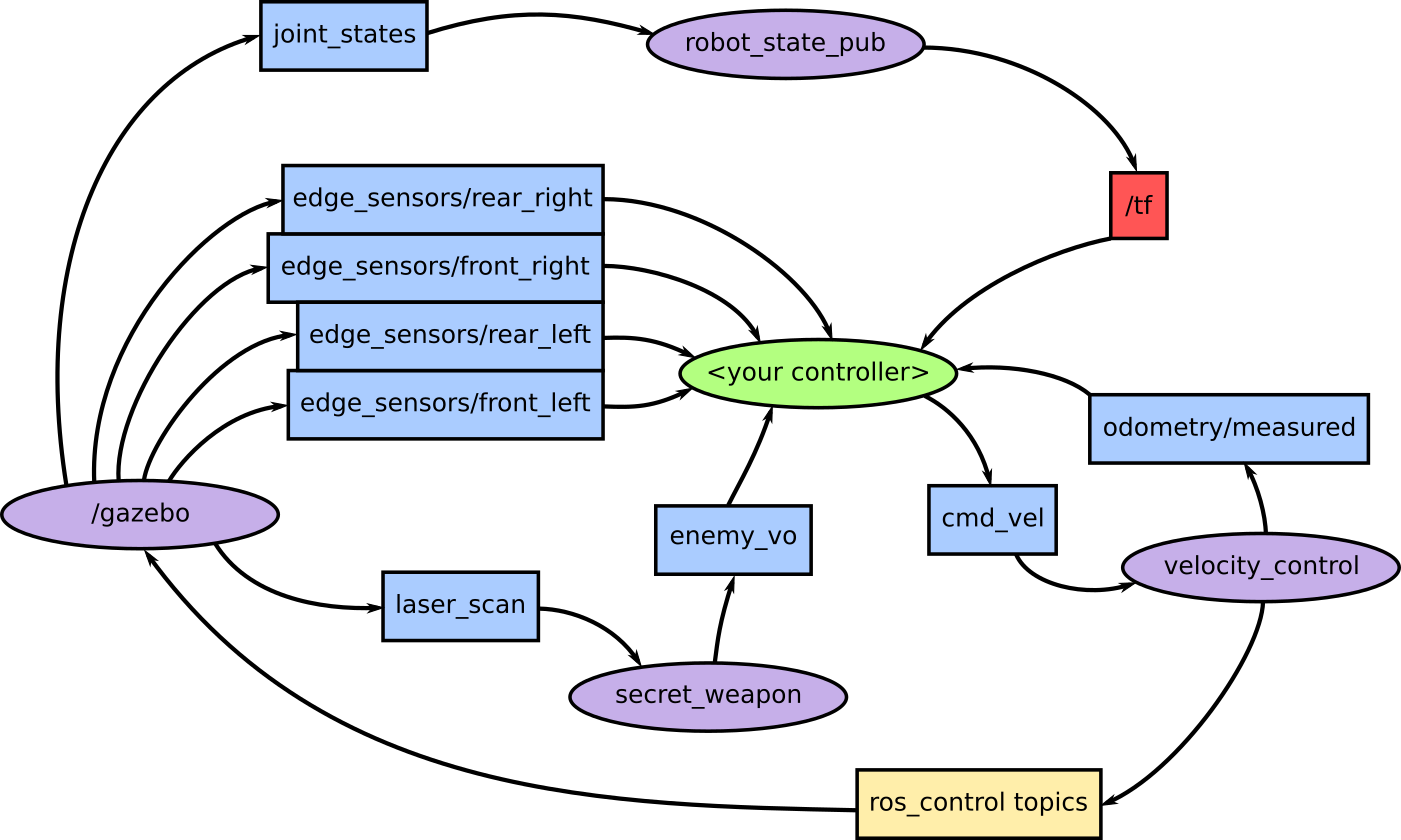 joint_states
robot_state_pub
edge_sensors/rear_right
/tf
edge_sensors/front_right
edge_sensors/rear_left
<your controller>
edge_sensors/front_left
odometry/measured
/gazebo
cmd_vel
enemy_vo
velocity_control
laser_scan
secret_weapon
ros_control topics